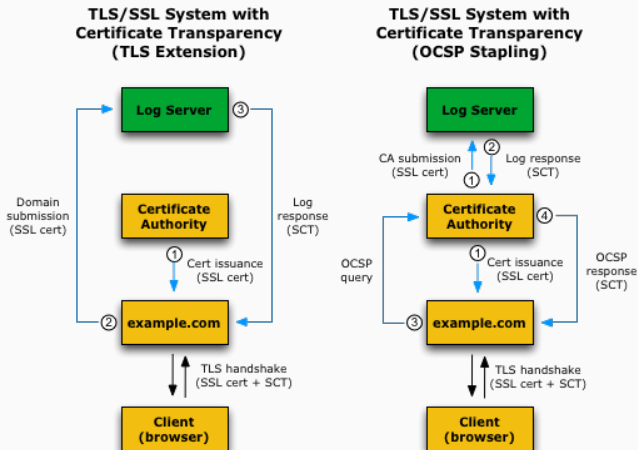 TLS/SSL System with
Certificate Transparency
(TLS Extension)
Log Server
3
Domain
submission
(SSL cert)
Log
response
(SCT)
Certificate
Authority
1
Cert issuance
(SSL cert)
2
example.com
TLS handshake
(SSL cert + SCT)
Client
(browser)
TLS/SSL System with
Certificate Transparency
(OCSP Stapling)
Log Server
CA submission
(SSL cert)
1
2
Log response
(SCT)
Certificate
Authority
4
1
Cert issuance
(SSL cert)
OCSP
query
OCSP
response
(SCT)
3
example.com
TLS handshake
(SSL cert + SCT)
Client
(browser)